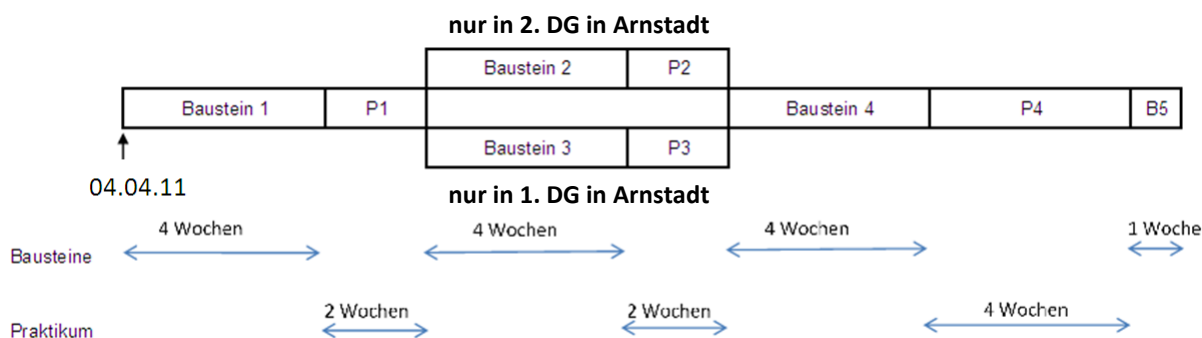 nur in 2. DG in Arnstadt
Baustein 2 P2
Baustein 1 P1 Baustein 4 P4 B5
Baustein 3 P3
04.04.11
nur in 1. DG in Arnstadt
4 Wochen 4 Wochen 4 Wochen 1 Woche
Bausteine
2 Wochen 2 Wochen 4 Wochen
Praktikum